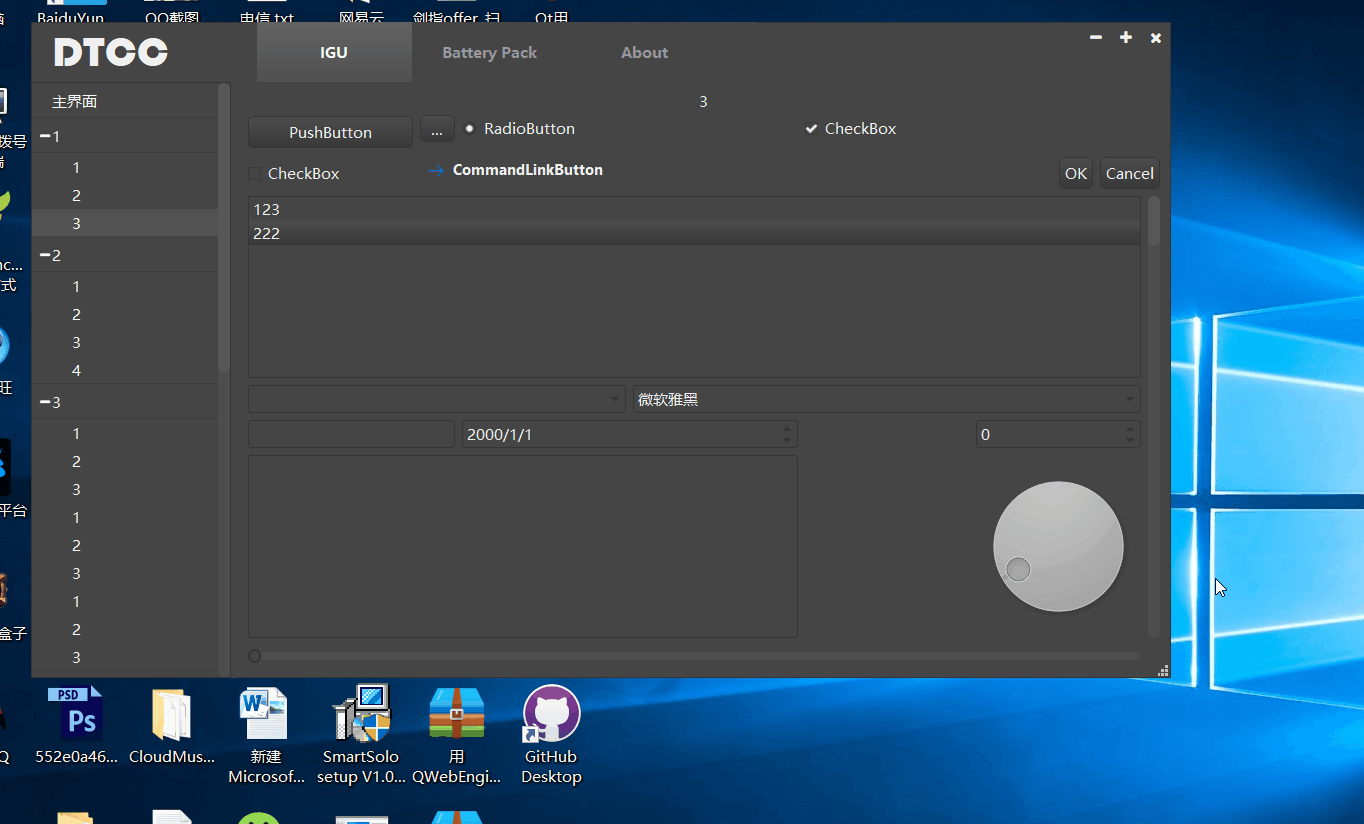 BaiduYun
QQ截图
电信.txt
网易云
剑指offer_扫
Qt用
DTCC
IGU
Battery Pack
About
主界面
1
1
2
3
2
1
2
3
4
3
1
2
3
1
2
3
1
2
3
3
PushButton
...
RadioButton
CheckBox
CheckBox
CommandLinkButton
OK
Cancel
123
222
微软雅黑
2000/1/1
0
拨号
nc...
式
旺
平台
盒子
Q
PSD
Ps
552e0a46...
CloudMus...
W
新建
Microsof...
SmartSolo
setup V1.0...
用
QWebEngi...
GitHub
Desktop